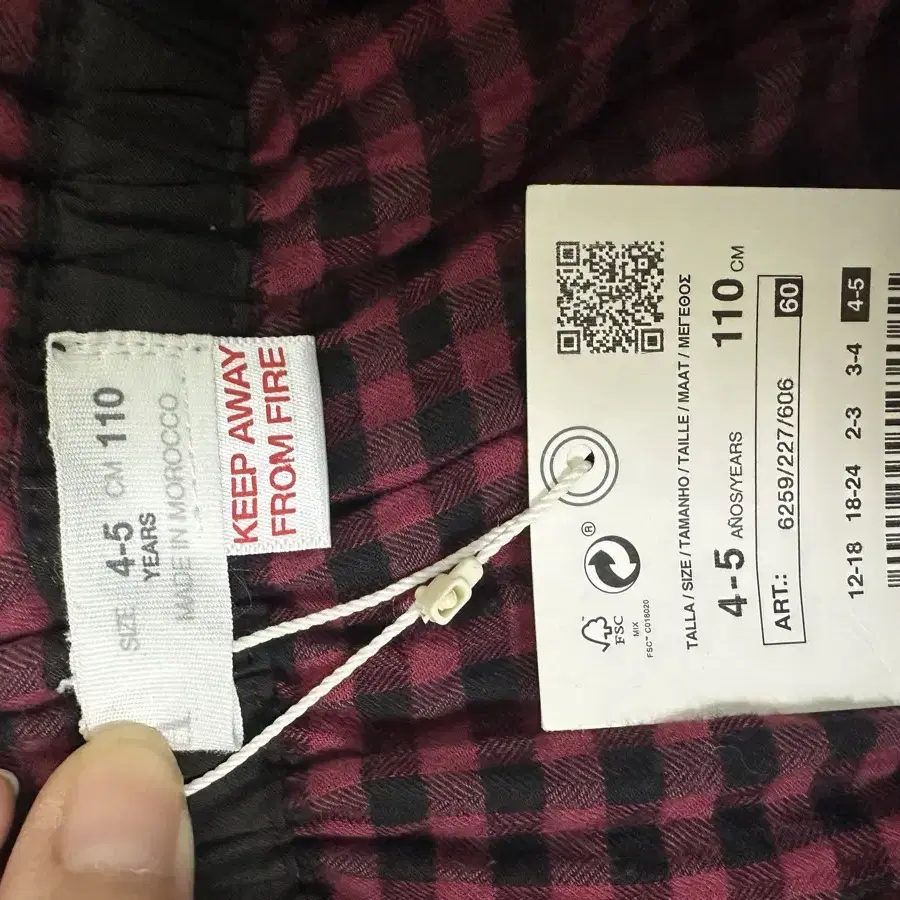 SIZE 4-5 CM 110
YEARS
MADE IN MOROCCO
KEEP AWAY
FROM FIRE
®
FSC
MIX
FSC™ C018020
TALLA / SIZE / TAMANHO / TAILLE / MAAT / ΜΕΓΕΘΟΣ
4-5 AÑOS/YEARS 110 CM
ART.: 6259/227/606 60
12-18 18-24 2-3 3-4 4-5